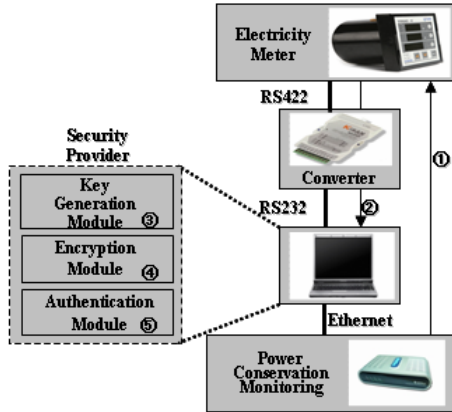 Electricity
Meter
RS422
①
Security
Provider
Converter
Key
Generation
Module ③
RS232
②
Encryption
Module ④
Authentication
Module ⑤
Ethernet
Power
Conservation
Monitoring